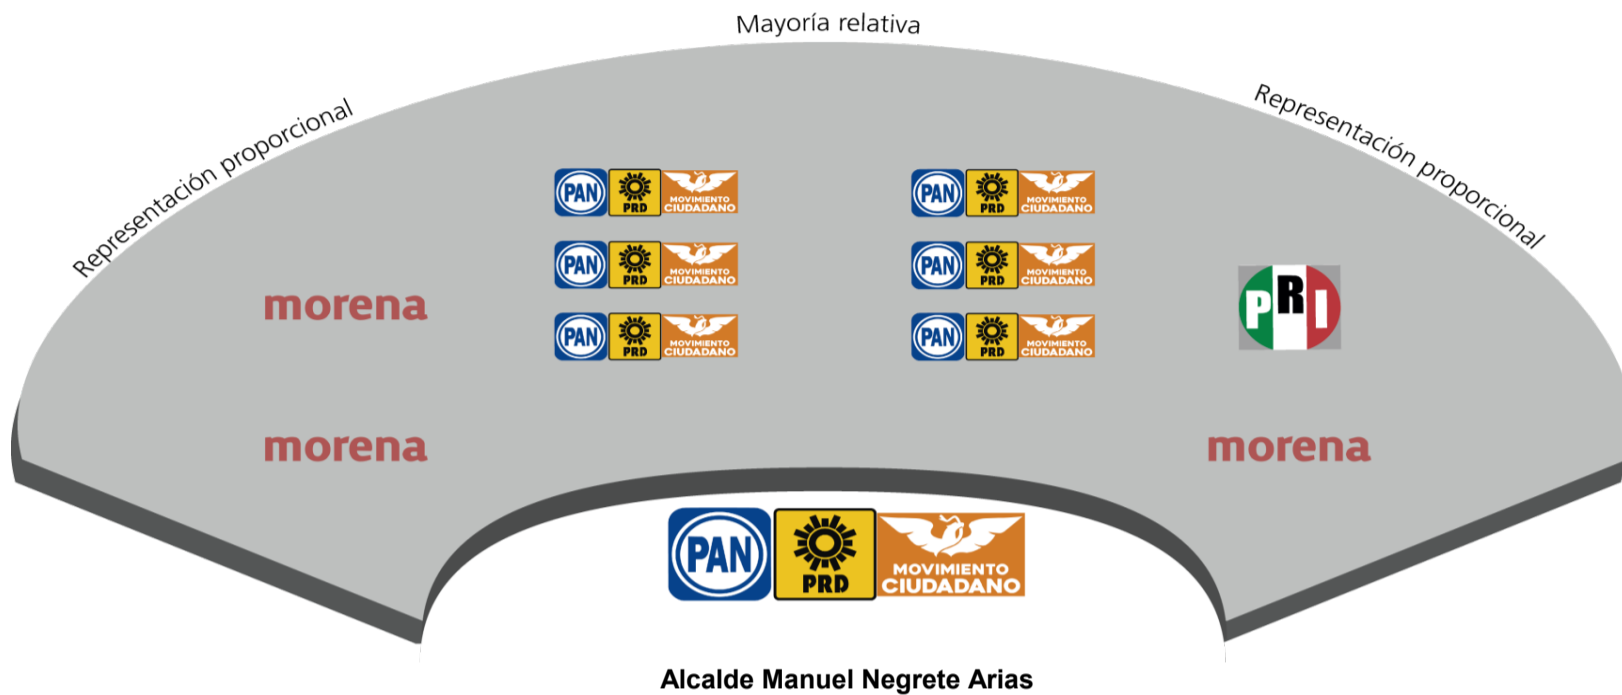 Mayoría relativa
Representación proporcional
Representación proporcional
PAN PRD MOVIMIENTO CIUDADANO
PAN PRD MOVIMIENTO CIUDADANO
PAN PRD MOVIMIENTO CIUDADANO
PAN PRD MOVIMIENTO CIUDADANO
morena
PRI
PAN PRD MOVIMIENTO CIUDADANO
PAN PRD MOVIMIENTO CIUDADANO
morena
morena
PAN PRD MOVIMIENTO CIUDADANO
Alcalde Manuel Negrete Arias